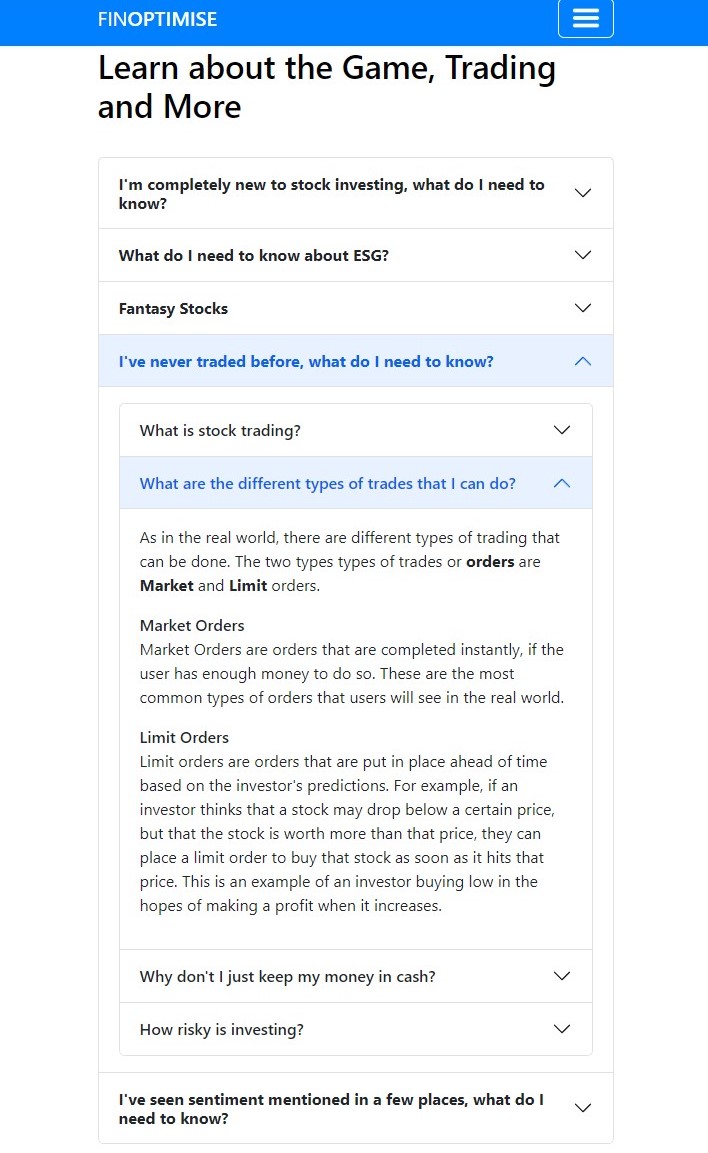 FINOPTIMISE
Learn about the Game, Trading
and More
I'm completely new to stock investing, what do I need to
know?
What do I need to know about ESG?
Fantasy Stocks
I've never traded before, what do I need to know?
What is stock trading?
What are the different types of trades that I can do?
As in the real world, there are different types of trading that
can be done. The two types types of trades or orders are
Market and Limit orders.
Market Orders
Market Orders are orders that are completed instantly, if the
user has enough money to do so. These are the most
common types of orders that users will see in the real world.
Limit Orders
Limit orders are orders that are put in place ahead of time
based on the investor's predictions. For example, if an
investor thinks that a stock may drop below a certain price,
but that the stock is worth more than that price, they can
place a limit order to buy that stock as soon as it hits that
price. This is an example of an investor buying low in the
hopes of making a profit when it increases.
Why don't I just keep my money in cash?
How risky is investing?
I've seen sentiment mentioned in a few places, what do I
need to know?